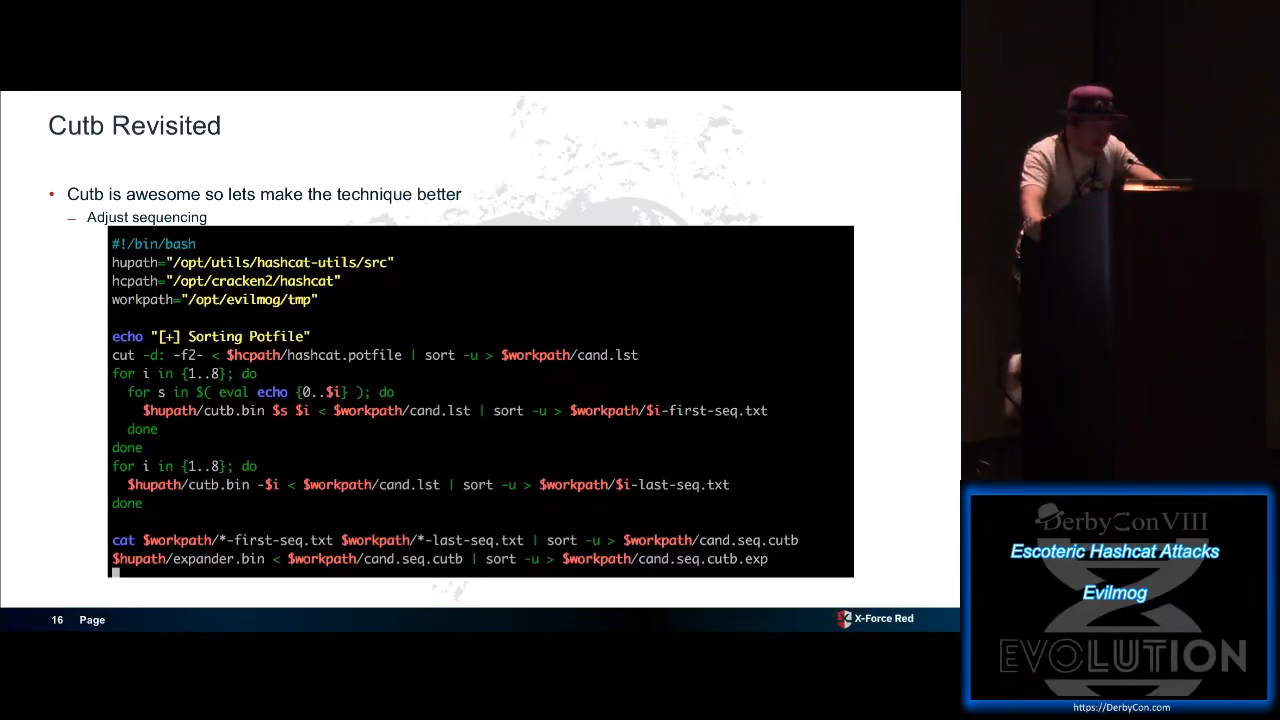 Cutb Revisited
• Cutb is awesome so lets make the technique better
– Adjust sequencing
#!/bin/bash
hupath="/opt/utils/hashcat-utils/src"
hcpath="/opt/cracken2/hashcat"
workpath="/opt/evilmog/tmp"
echo "[+] Sorting Potfile"
cut -d: -f2- < $hcpath/hashcat.potfile | sort -u > $workpath/cand.lst
for i in {1..8}; do
  for s in $( eval echo {0..$i} ); do
    $hupath/cutb.bin $s $i < $workpath/cand.lst | sort -u > $workpath/$i-first-seq.txt
  done
done
for i in {1..8}; do
  $hupath/cutb.bin -$i < $workpath/cand.lst | sort -u > $workpath/$i-last-seq.txt
done
cat $workpath/*-first-seq.txt $workpath/*-last-seq.txt | sort -u > $workpath/cand.seq.cutb
$hupath/expander.bin < $workpath/cand.seq.cutb | sort -u > $workpath/cand.seq.cutb.exp
16 Page
X-Force Red
DerbyCon VIII
Escoteric Hashcat Attacks
Evilmog
EVOLUTION
https://DerbyCon.com